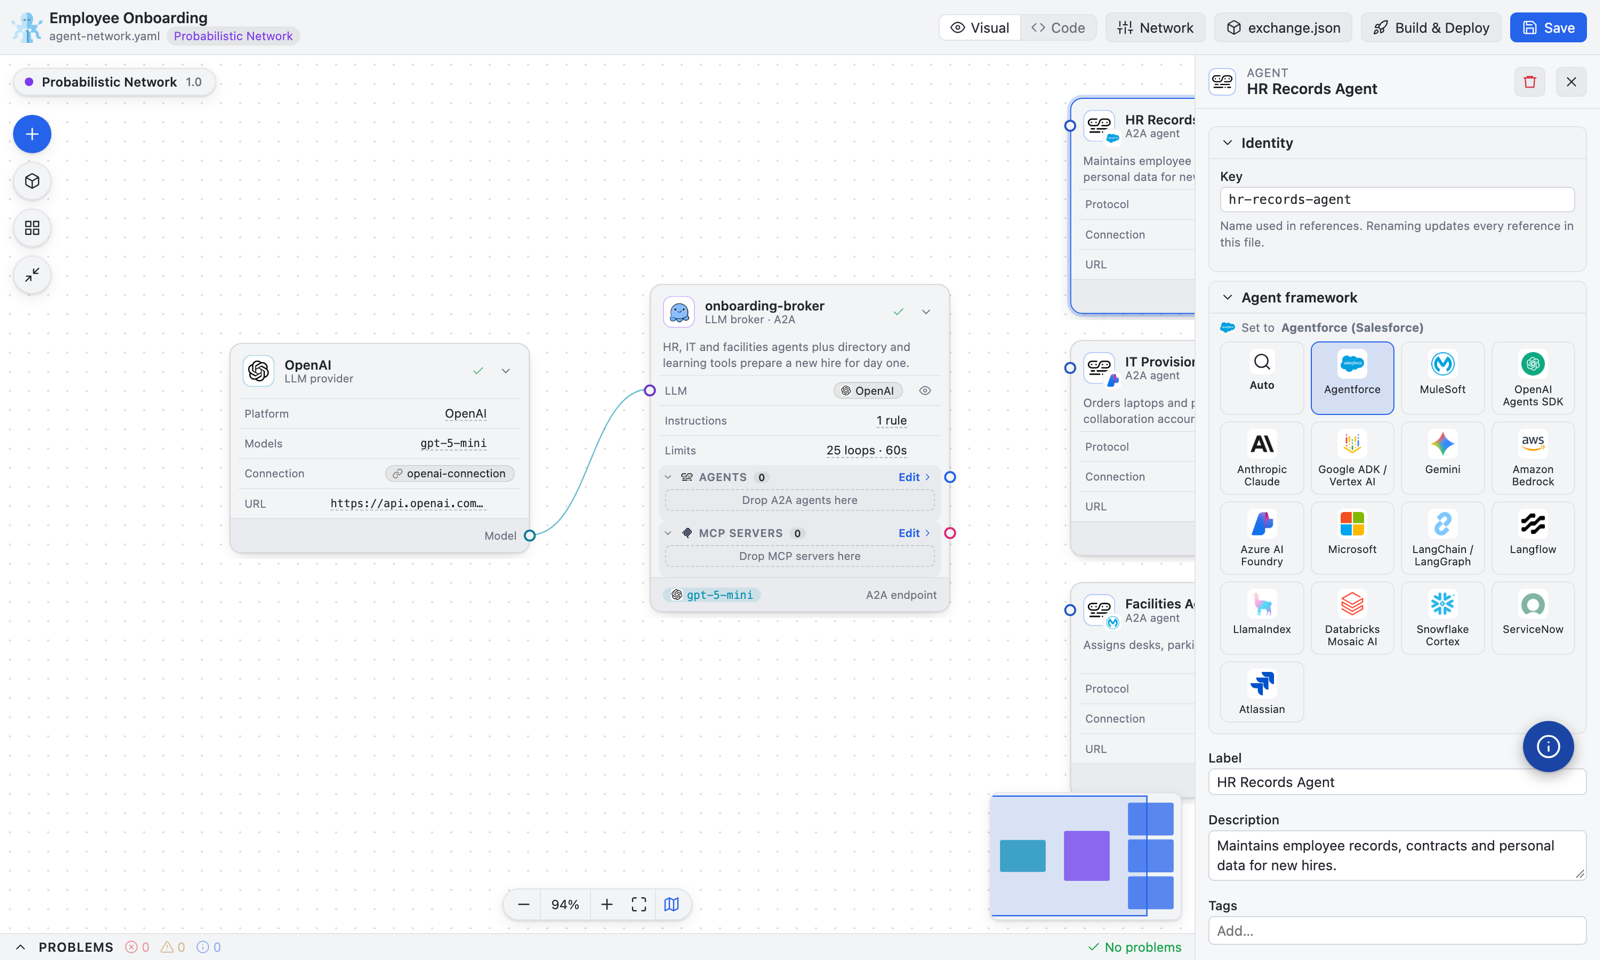 Employee Onboarding
agent-network.yaml Probabilistic Network
Visual
Code
Network
exchange.json
Build & Deploy
Save
Probabilistic Network 1.0
OpenAI
LLM provider
Platform OpenAI
Models gpt-5-mini
Connection openai-connection
URL https://api.openai.com…
Model
onboarding-broker
LLM broker · A2A
HR, IT and facilities agents plus directory and
learning tools prepare a new hire for day one.
LLM OpenAI
Instructions 1 rule
Limits 25 loops · 60s
AGENTS 0 Edit
Drop A2A agents here
MCP SERVERS 0 Edit
Drop MCP servers here
gpt-5-mini A2A endpoint
HR Records
A2A agent
Maintains employee
personal data for new
Protocol
Connection
URL
IT Provision
A2A agent
Orders laptops and p
collaboration accoun
Protocol
Connection
URL
Facilities A
A2A agent
Assigns desks, parki
Protocol
Connection
URL
94%
PROBLEMS 0 0 0
No problems
AGENT
HR Records Agent
Identity
Key
hr-records-agent
Name used in references. Renaming updates every reference in
this file.
Agent framework
Set to Agentforce (Salesforce)
Auto
Agentforce
MuleSoft
OpenAI
Agents SDK
Anthropic
Claude
Google ADK /
Vertex AI
Gemini
Amazon
Bedrock
Azure AI
Foundry
Microsoft
LangChain /
LangGraph
Langflow
LlamaIndex
Databricks
Mosaic AI
Snowflake
Cortex
ServiceNow
Atlassian
Label
HR Records Agent
Description
Maintains employee records, contracts and personal
data for new hires.
Tags
Add...